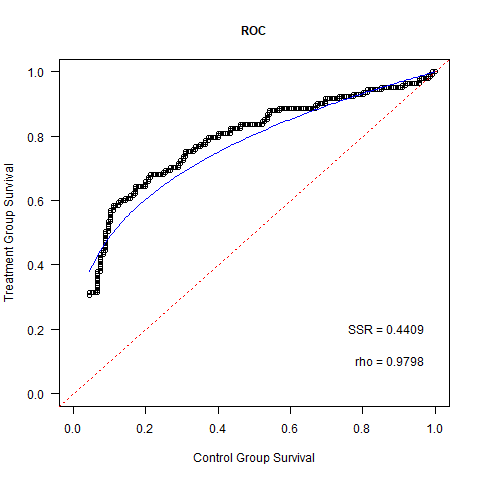 ROC
Treatment Group Survival
1.0
0.8
0.6
0.4
0.2
0.0
SSR = 0.4409
rho = 0.9798
0.0 0.2 0.4 0.6 0.8 1.0
Control Group Survival